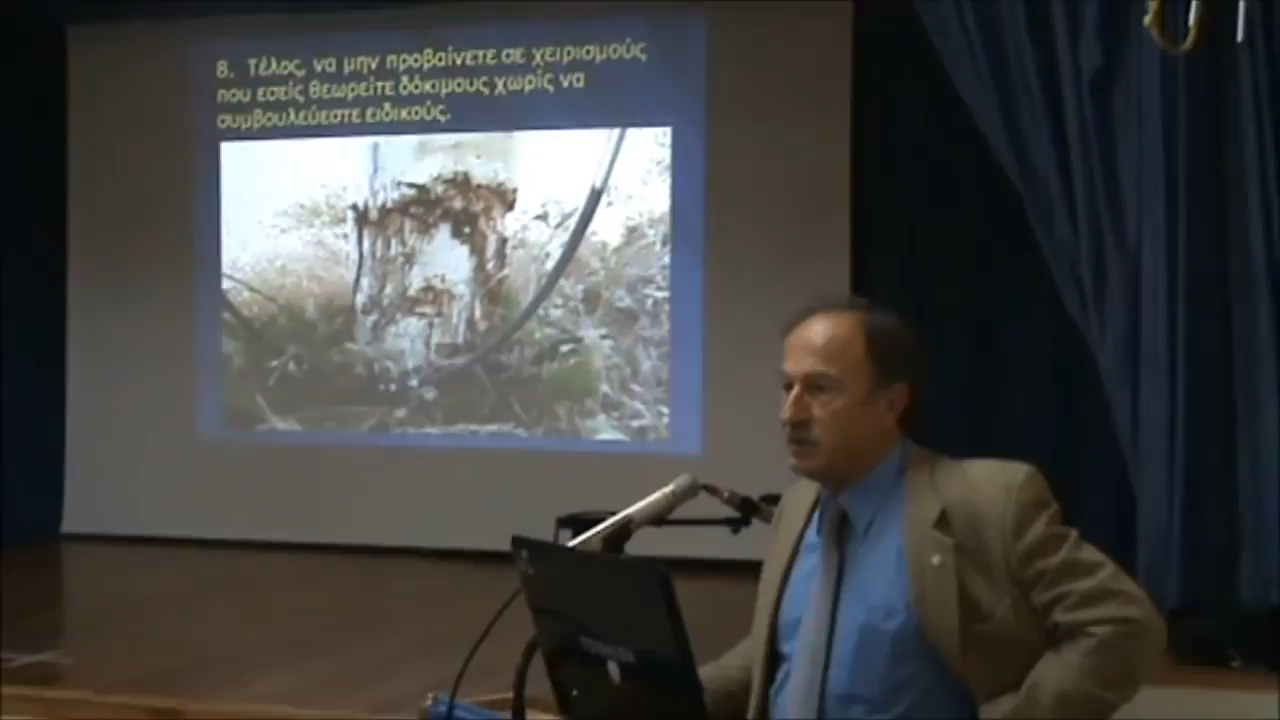 8. Τέλος, να μην προβαίνετε σε χειρισμούς
που εσείς θεωρείτε δόκιμους χωρίς να
συμβουλεύεστε ειδικούς.